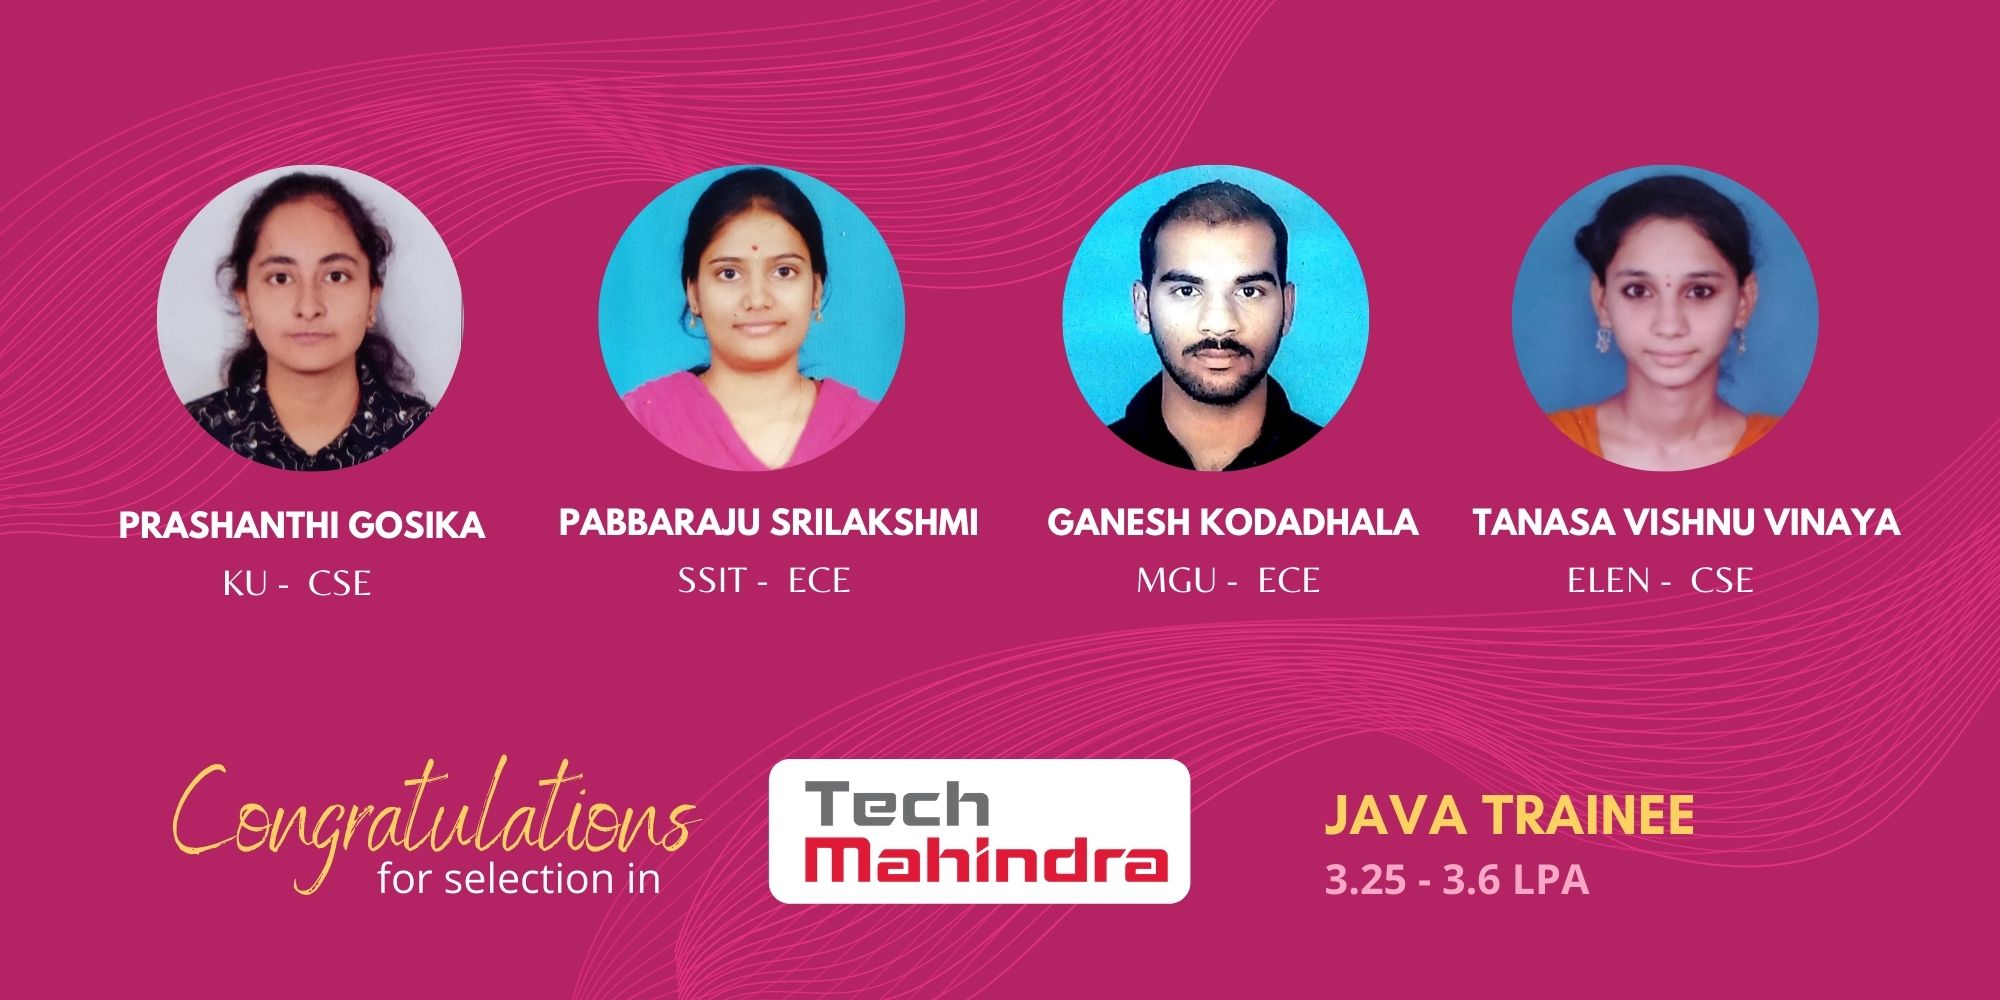 PRASHANTHI GOSIKA
KU - CSE
PABBARAJU SRILAKSHMI
SSIT - ECE
GANESH KODADHALA
MGU - ECE
TANASA VISHNU VINAYA
ELEN - CSE
Congratulations
for selection in
Tech
Mahindra
JAVA TRAINEE
3.25 - 3.6 LPA